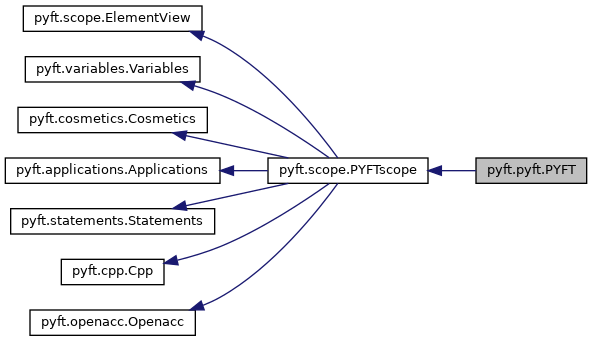 pyft.scope.ElementView
pyft.variables.Variables
pyft.cosmetics.Cosmetics
pyft.applications.Applications
pyft.scope.PYFTscope
pyft.pyft.PYFT
pyft.statements.Statements
pyft.cpp.Cpp
pyft.openacc.Openacc